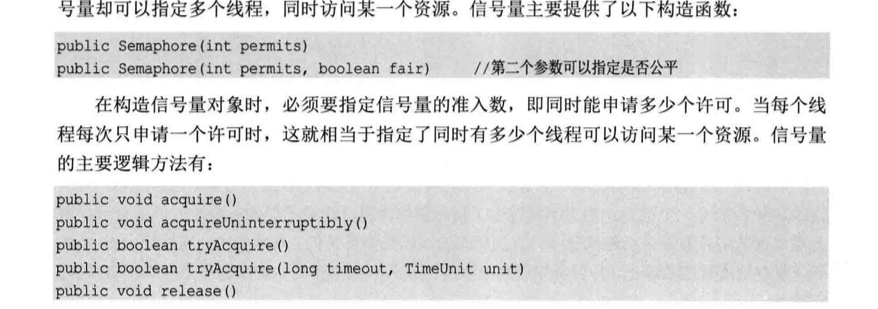 号量却可以指定多个线程，同时访问某一个资源。信号量主要提供了以下构造函数：
public Semaphore(int permits)
public Semaphore(int permits, boolean fair)    //第二个参数可以指定是否公平
在构造信号量对象时，必须要指定信号量的准入数，即同时能申请多少个许可。当每个线
程每次只申请一个许可时，这就相当于指定了同时有多少个线程可以访问某一个资源。信号量
的主要逻辑方法有：
public void acquire()
public void acquireUninterruptibly()
public boolean tryAcquire()
public boolean tryAcquire(long timeout, TimeUnit unit)
public void release()